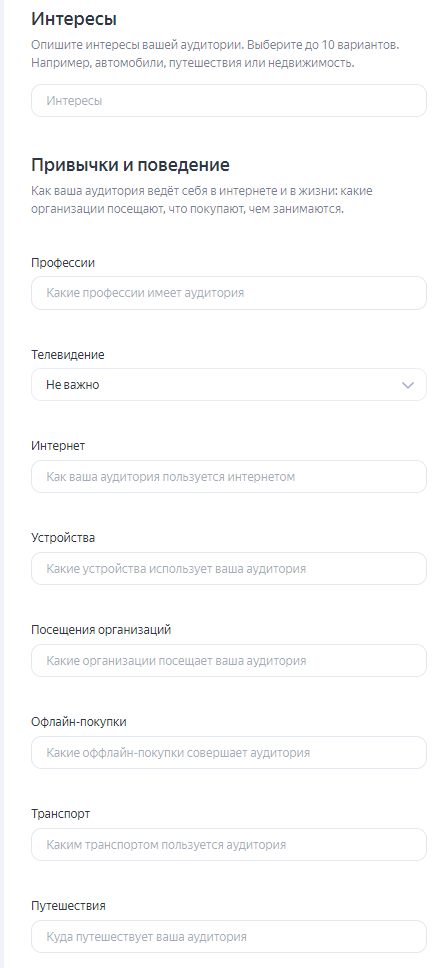 Интересы
Опишите интересы вашей аудитории. Выберите до 10 вариантов.
Например, автомобили, путешествия или недвижимость.
Интересы
Привычки и поведение
Как ваша аудитория ведёт себя в интернете и в жизни: какие
организации посещают, что покупают, чем занимаются.
Профессии
Какие профессии имеет аудитория
Телевидение
Не важно
Интернет
Как ваша аудитория пользуется интернетом
Устройства
Какие устройства использует ваша аудитория
Посещения организаций
Какие организации посещает ваша аудитория
Офлайн-покупки
Какие оффлайн-покупки совершает аудитория
Транспорт
Каким транспортом пользуется аудитория
Путешествия
Куда путешествует ваша аудитория